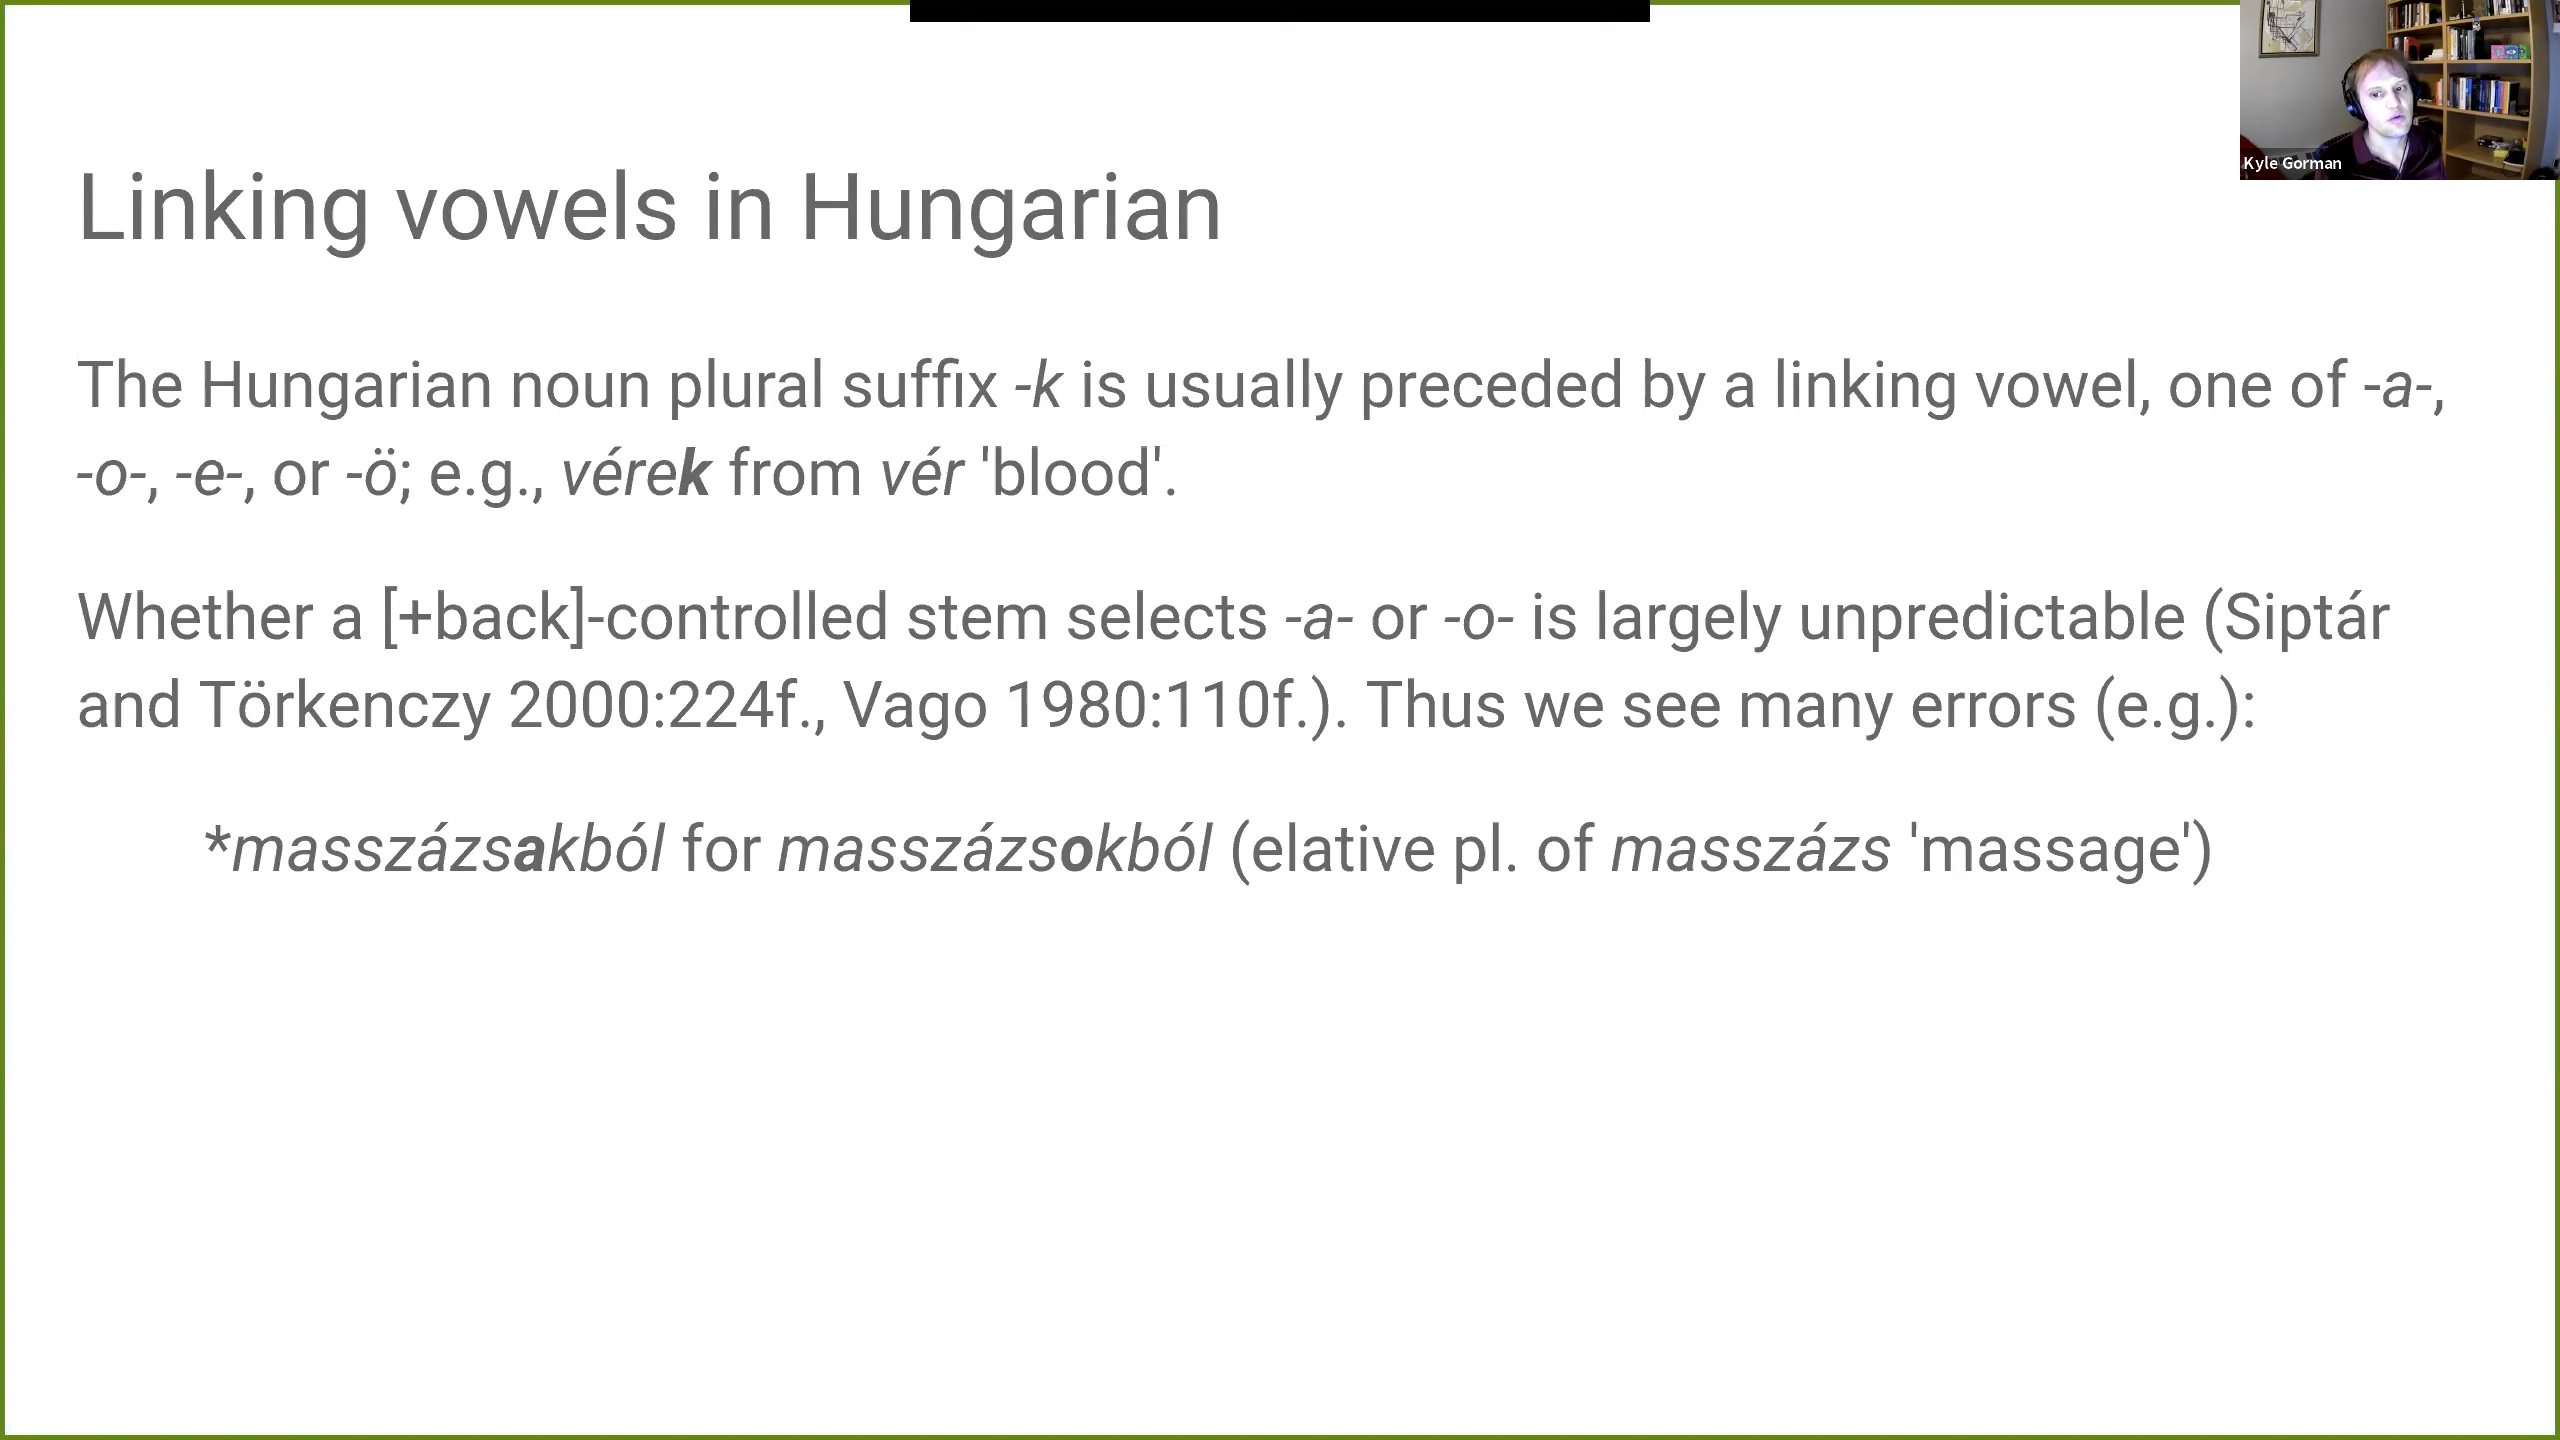 Kyle Gorman
Linking vowels in Hungarian
The Hungarian noun plural suffix -k is usually preceded by a linking vowel, one of -a-,
-o-, -e-, or -ö; e.g., vérek from vér 'blood'.
Whether a [+back]-controlled stem selects -a- or -o- is largely unpredictable (Siptár
and Törkenczy 2000:224f., Vago 1980:110f.). Thus we see many errors (e.g.):
*masszázsakból for masszázsokból (elative pl. of masszázs 'massage')